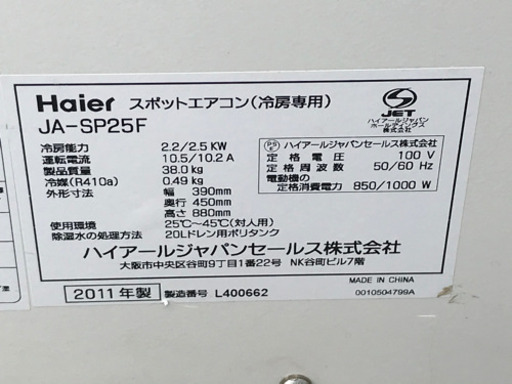 Haier スポットエアコン(冷房専用)
JA-SP25F
S
JET
ハイアールジャパン
ホールディングス
株式会社
冷房能力 2.2/2.5 KW
運転電流 10.5/10.2 A
製品質量 38.0kg
冷媒(R410a) 0.49 kg
外形寸法 幅 390mm
奥行 450mm
高さ 880mm
PSE ハイアールジャパンセールス株式会社
定格電圧 100 V
定格周波数 50/60 Hz
電動機の
定格消費電力 850/1000 W
使用環境 25℃～45℃(対人用)
除湿水の処理方法 20Lドレン用ポリタンク
ハイアールジャパンセールス株式会社
大阪市中央区谷町9丁目1番22号 NK谷町ビル7階
2011年製 製造番号 L400662
MADE IN CHINA
0010504799A